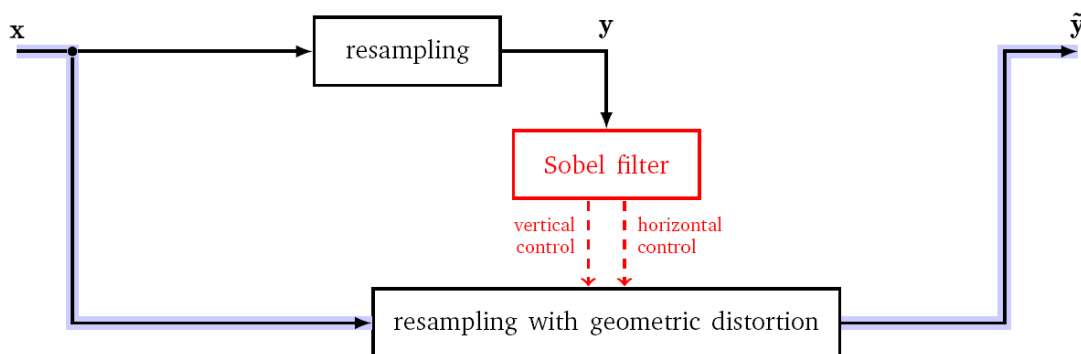 x
y
ỹ
resampling
Sobel filter
vertical
control
horizontal
control
resampling with geometric distortion